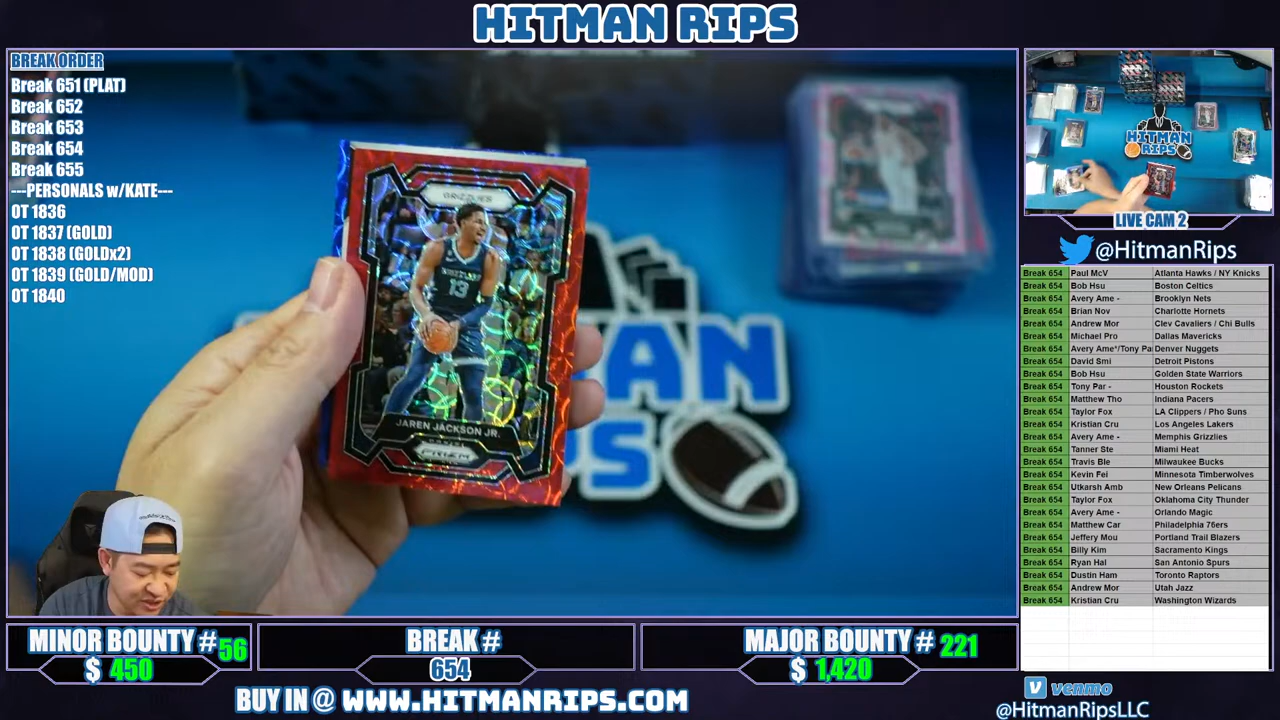 HITMAN RIPS
BREAK ORDER
Break 651 (PLAT)
Break 652
Break 653
Break 654
Break 655
---PERSONALS w/KATE---
OT 1836
OT 1837 (GOLD)
OT 1838 (GOLDx2)
OT 1839 (GOLD/MOD)
OT 1840
GRIZZLIES
GRIZZLIES
13
JAREN JACKSON JR.
PANINI
PRIZM
HITMAN
RIPS
LIVE CAM 2
@HitmanRips
Break 654 Paul McV Atlanta Hawks / NY Knicks
Break 654 Bob Hsu Boston Celtics
Break 654 Avery Ame - Brooklyn Nets
Break 654 Brian Nov Charlotte Hornets
Break 654 Andrew Mor Clev Cavaliers / Chi Bulls
Break 654 Michael Pro Dallas Mavericks
Break 654 Avery Ame*/Tony Pa Denver Nuggets
Break 654 David Smi Detroit Pistons
Break 654 Bob Hsu Golden State Warriors
Break 654 Tony Par - Houston Rockets
Break 654 Matthew Tho Indiana Pacers
Break 654 Taylor Fox LA Clippers / Pho Suns
Break 654 Kristian Cru Los Angeles Lakers
Break 654 Avery Ame - Memphis Grizzlies
Break 654 Tanner Ste Miami Heat
Break 654 Travis Ble Milwaukee Bucks
Break 654 Kevin Fei Minnesota Timberwolves
Break 654 Utkarsh Amb New Orleans Pelicans
Break 654 Taylor Fox Oklahoma City Thunder
Break 654 Avery Ame - Orlando Magic
Break 654 Matthew Car Philadelphia 76ers
Break 654 Jeffery Mou Portland Trail Blazers
Break 654 Billy Kim Sacramento Kings
Break 654 Ryan Hal San Antonio Spurs
Break 654 Dustin Ham Toronto Raptors
Break 654 Andrew Mor Utah Jazz
Break 654 Kristian Cru Washington Wizards
MINOR BOUNTY # 56
$ 450
BREAK #
654
MAJOR BOUNTY # 221
$ 1,420
BUY IN @ WWW.HITMANRIPS.COM
venmo
@HitmanRipsLLC